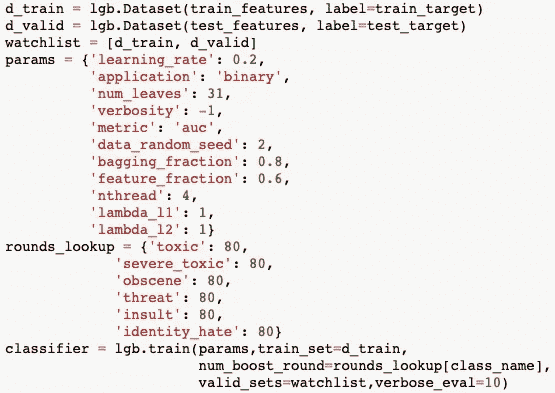 d_train = lgb.Dataset(train_features, label=train_target)
d_valid = lgb.Dataset(test_features, label=test_target)
watchlist = [d_train, d_valid]
params = {'learning_rate': 0.2,
          'application': 'binary',
          'num_leaves': 31,
          'verbosity': -1,
          'metric': 'auc',
          'data_random_seed': 2,
          'bagging_fraction': 0.8,
          'feature_fraction': 0.6,
          'nthread': 4,
          'lambda_l1': 1,
          'lambda_l2': 1}
rounds_lookup = {'toxic': 80,
             'severe_toxic': 80,
             'obscene': 80,
             'threat': 80,
             'insult': 80,
             'identity_hate': 80}
classifier = lgb.train(params,train_set=d_train,
                       num_boost_round=rounds_lookup[class_name],
                       valid_sets=watchlist,verbose_eval=10)